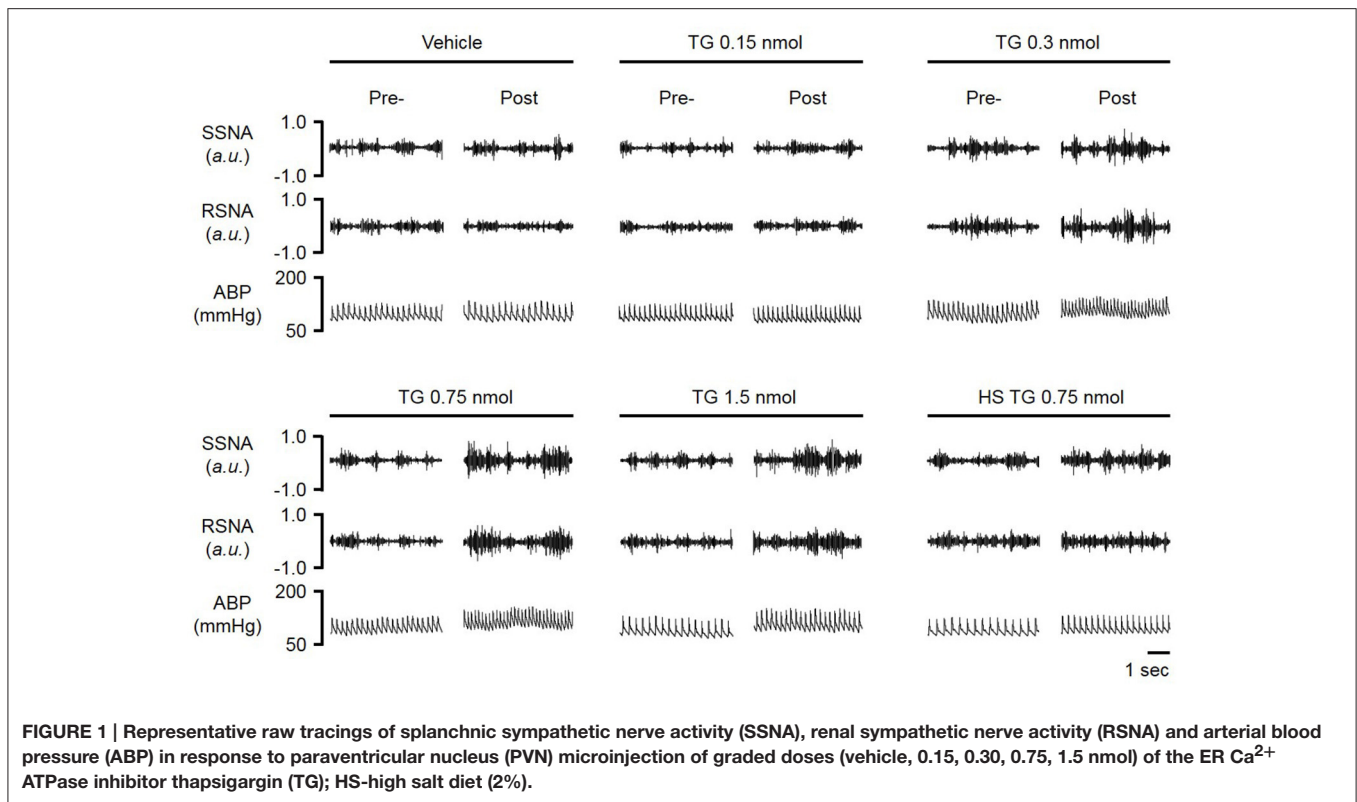 Vehicle TG 0.15 nmol TG 0.3 nmol
Pre- Post Pre- Post Pre- Post
SSNA
(a.u.)
1.0
-1.0
RSNA
(a.u.)
1.0
-1.0
ABP
(mmHg)
200
50
TG 0.75 nmol TG 1.5 nmol HS TG 0.75 nmol
SSNA
(a.u.)
1.0
-1.0
RSNA
(a.u.)
1.0
-1.0
ABP
(mmHg)
200
50
1 sec
FIGURE 1 | Representative raw tracings of splanchnic sympathetic nerve activity (SSNA), renal sympathetic nerve activity (RSNA) and arterial blood
pressure (ABP) in response to paraventricular nucleus (PVN) microinjection of graded doses (vehicle, 0.15, 0.30, 0.75, 1.5 nmol) of the ER Ca²⁺
ATPase inhibitor thapsigargin (TG); HS-high salt diet (2%).